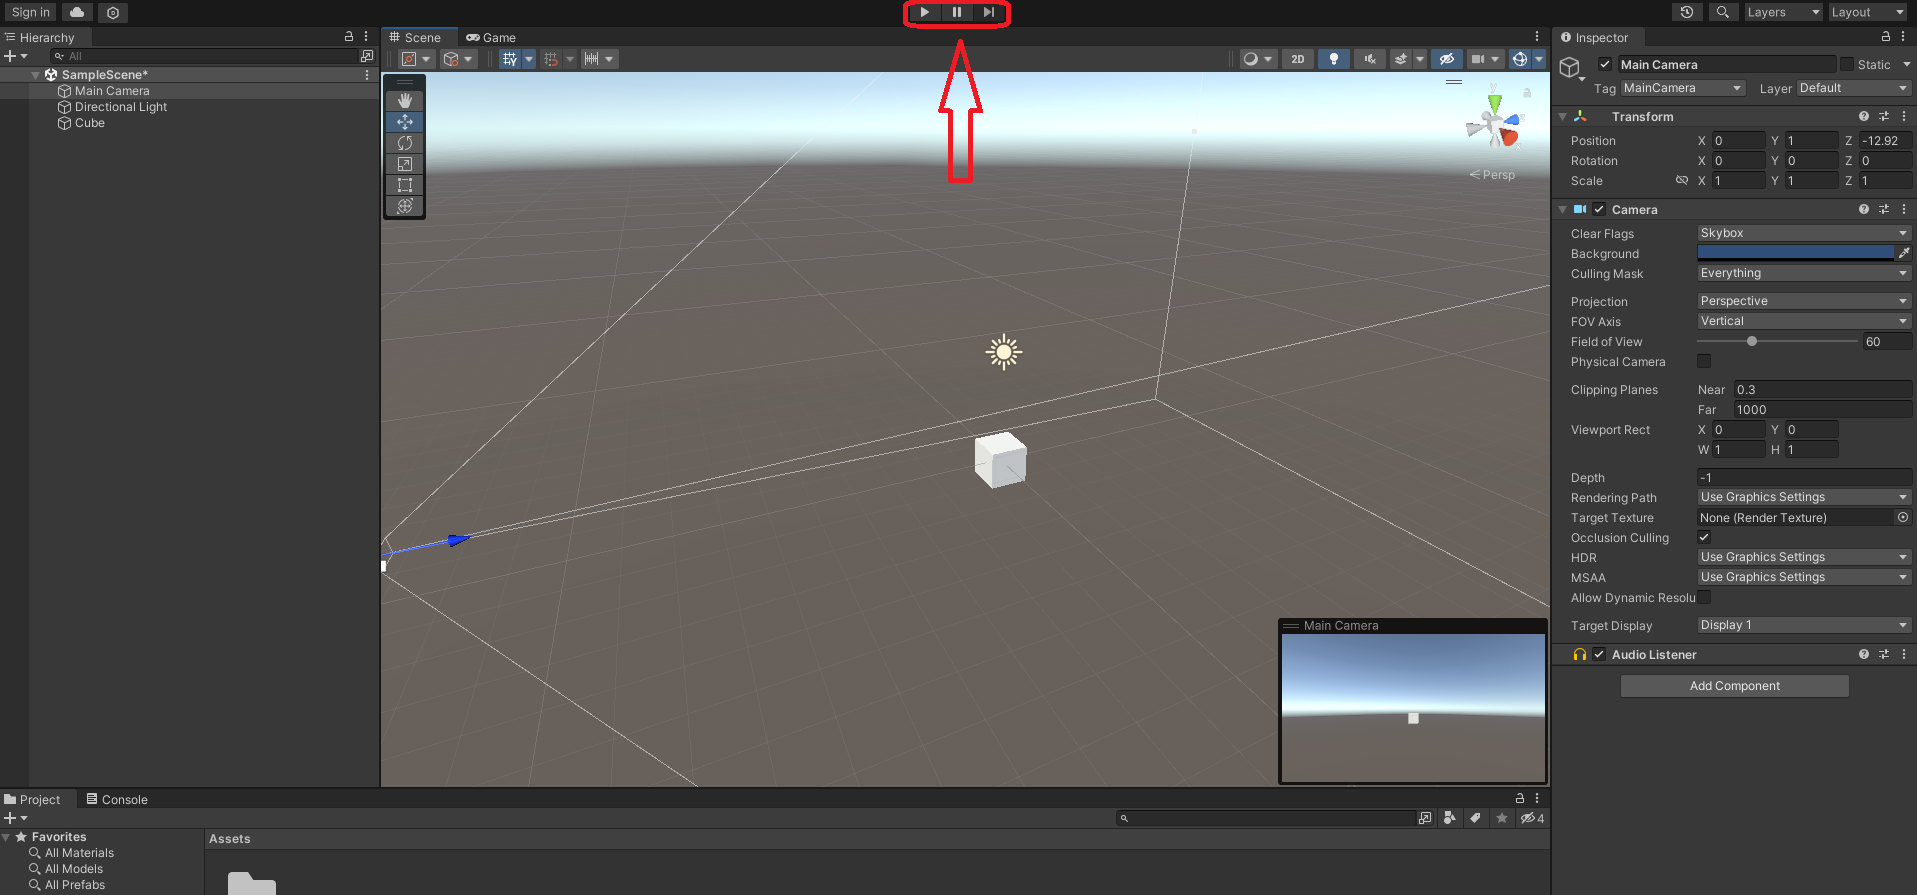 Sign in
Layers
Layout
Hierarchy
All
SampleScene*
Main Camera
Directional Light
Cube
Scene
Game
2D
y
x
Persp
Main Camera
Inspector
Main Camera
Static
Tag MainCamera
Layer Default
Transform
Position X 0 Y 1 Z -12.92
Rotation X 0 Y 0 Z 0
Scale X 1 Y 1 Z 1
Camera
Clear Flags Skybox
Background
Culling Mask Everything
Projection Perspective
FOV Axis Vertical
Field of View 60
Physical Camera
Clipping Planes Near 0.3
Far 1000
Viewport Rect X 0 Y 0
W 1 H 1
Depth -1
Rendering Path Use Graphics Settings
Target Texture None (Render Texture)
Occlusion Culling
HDR Use Graphics Settings
MSAA Use Graphics Settings
Allow Dynamic Resolu
Target Display Display 1
Audio Listener
Add Component
Project
Console
4
Favorites
All Materials
All Models
All Prefabs
Assets